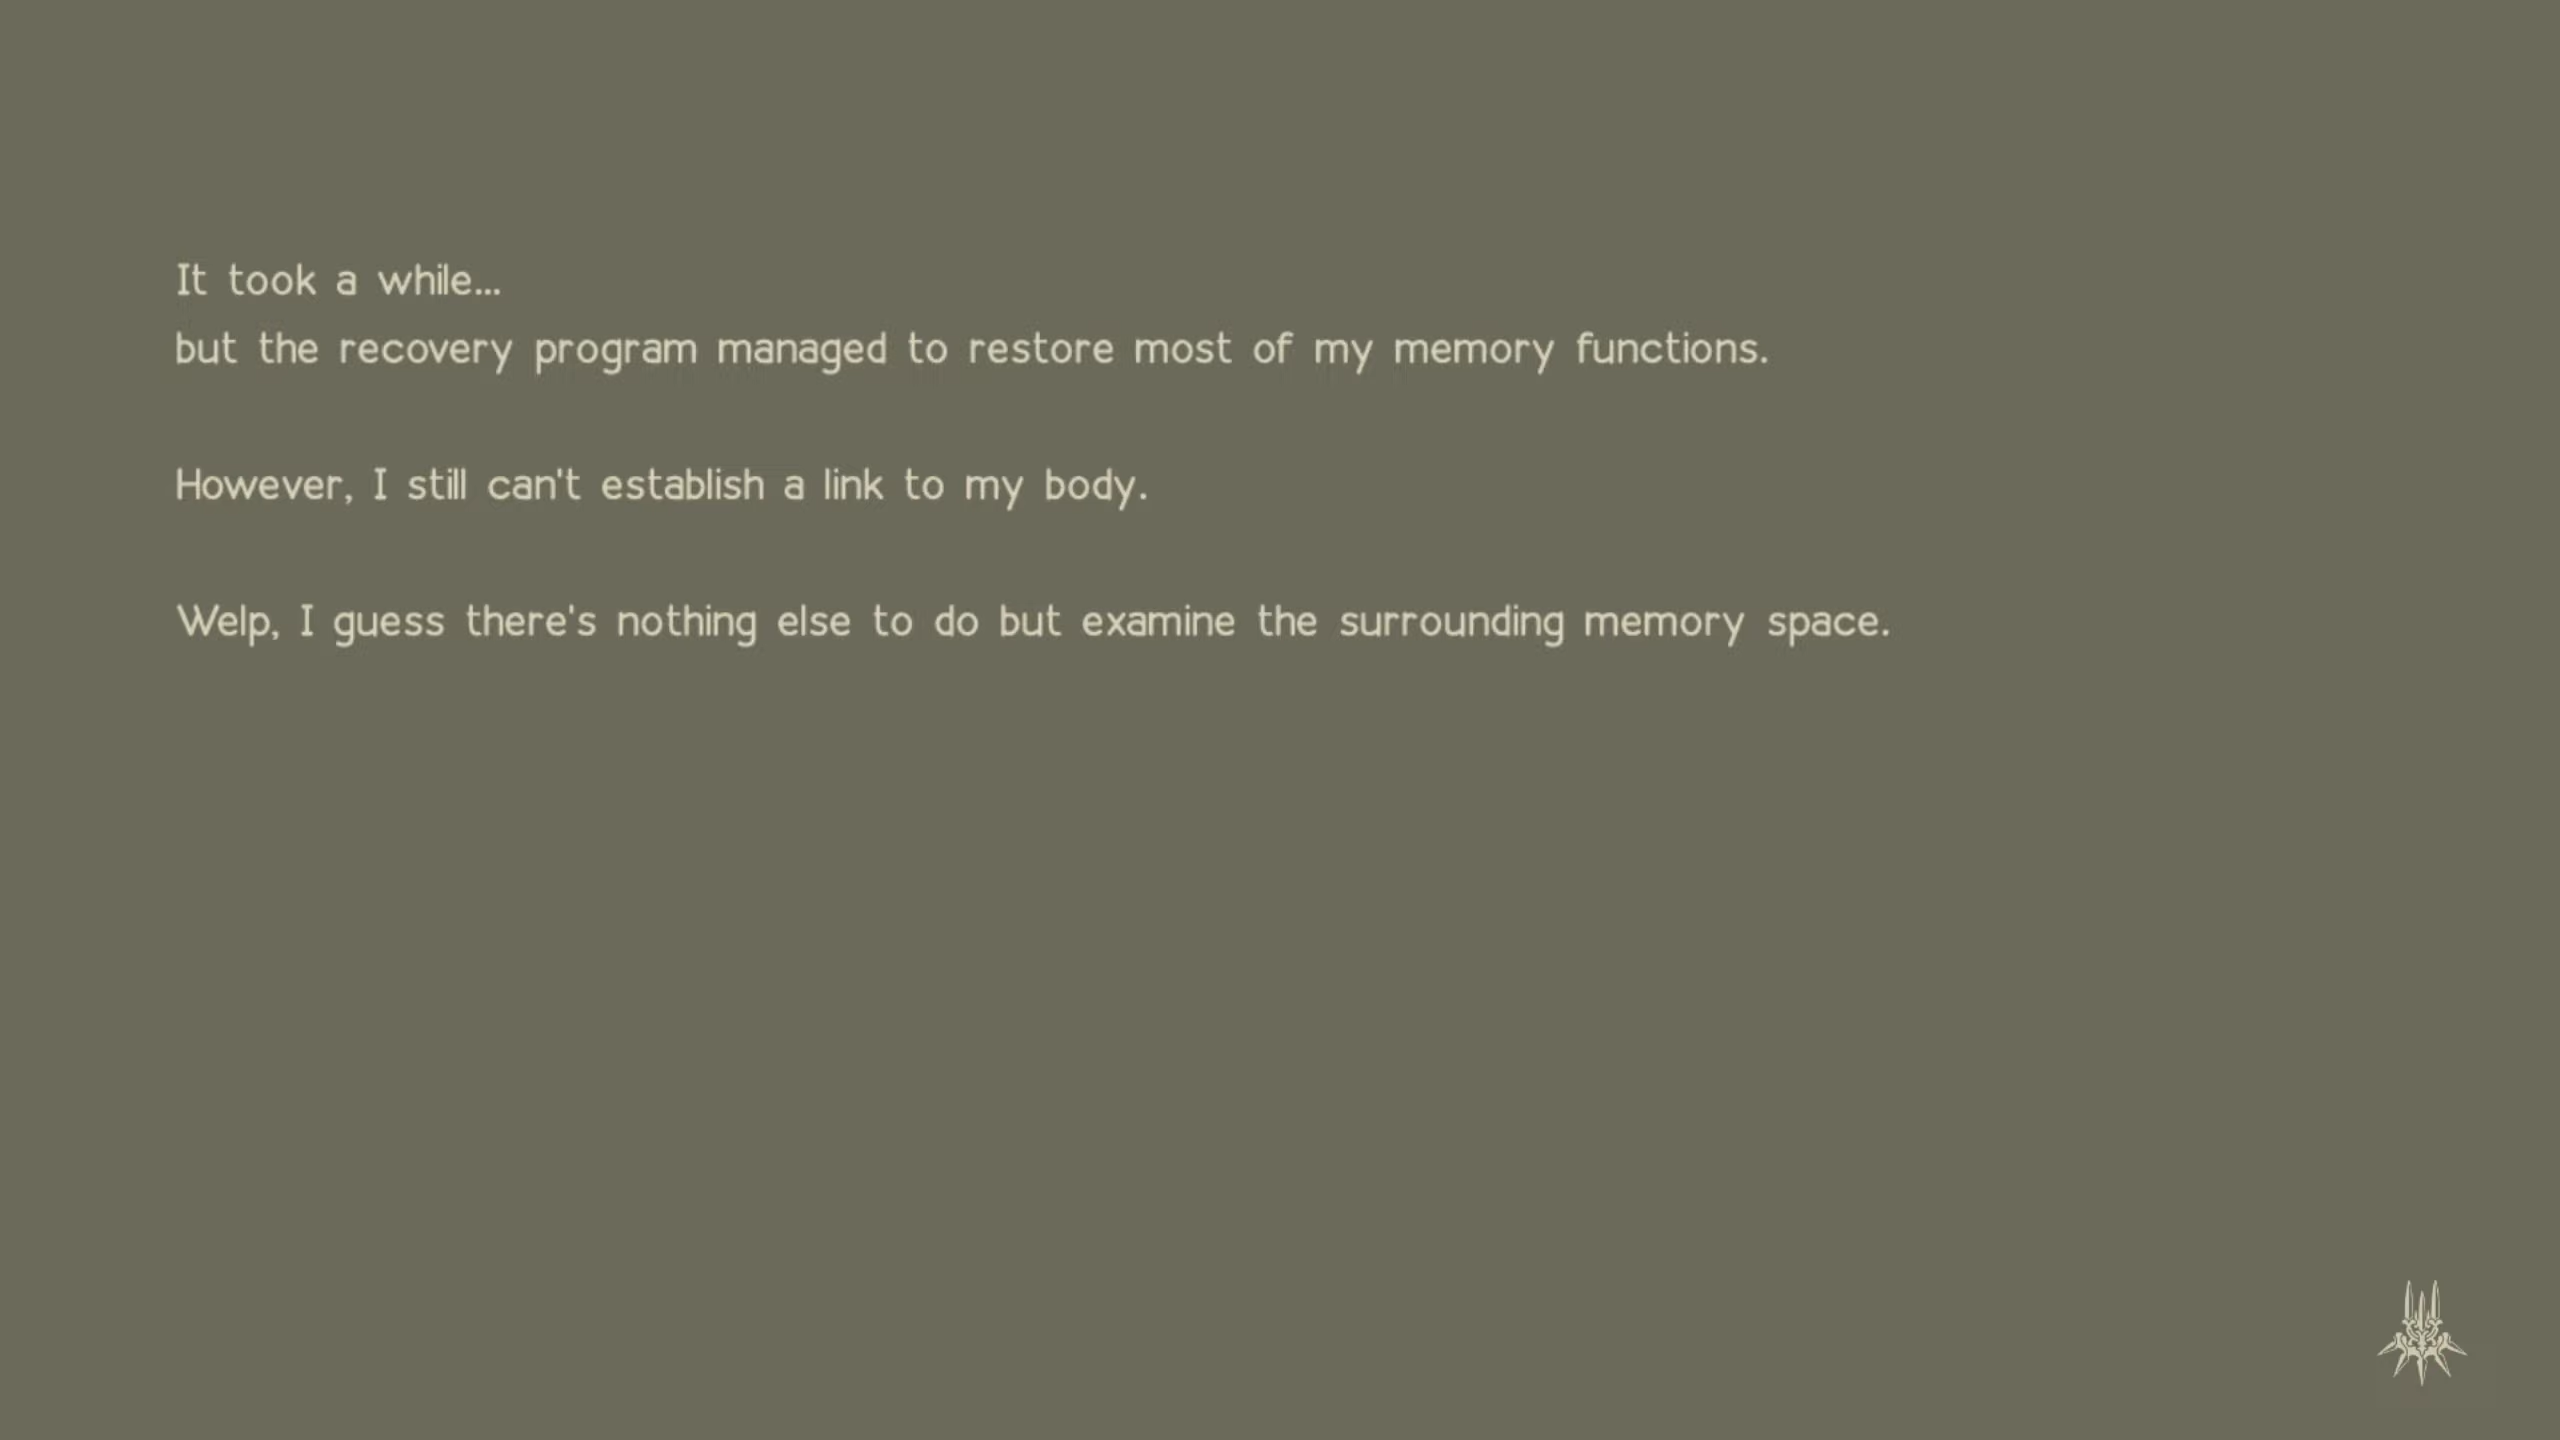 It took a while...
but the recovery program managed to restore most of my memory functions.
However, I still can't establish a link to my body.
Welp, I guess there's nothing else to do but examine the surrounding memory space.